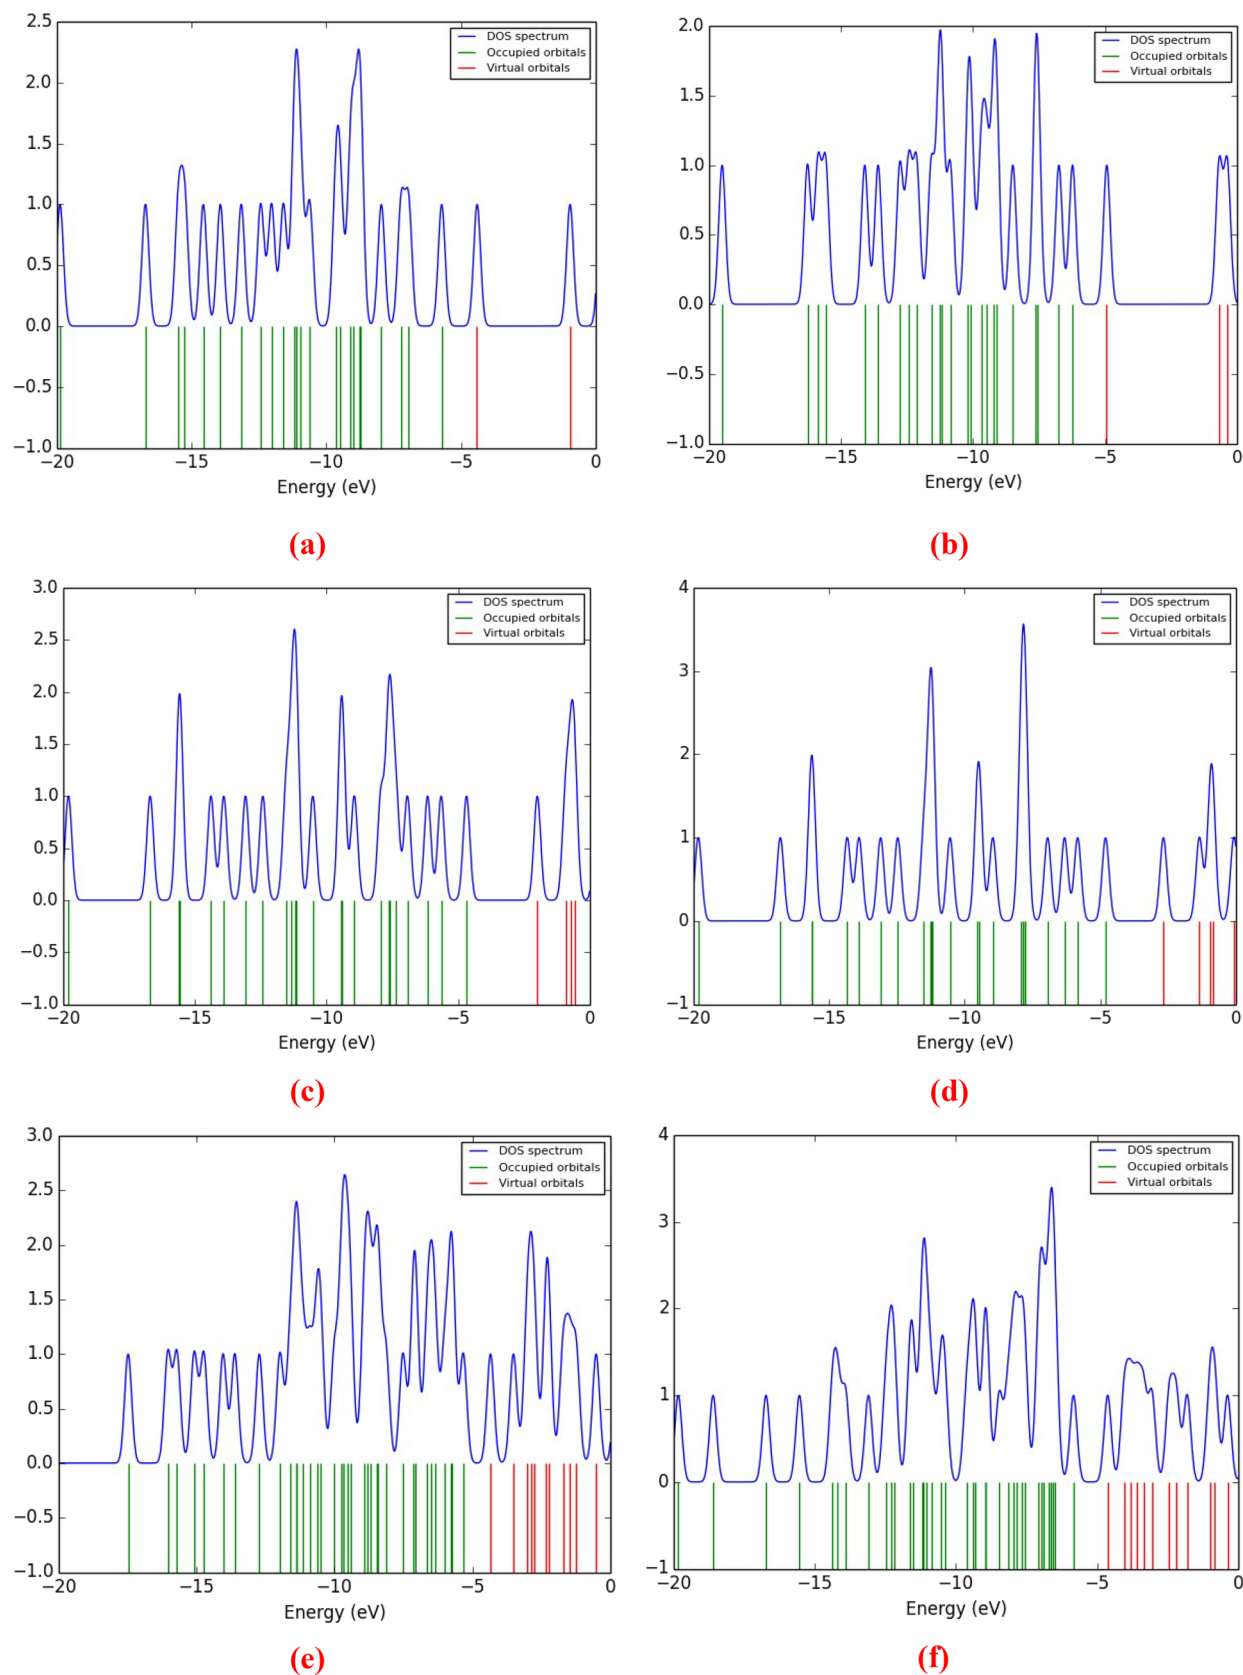 2.5
2.0
1.5
1.0
0.5
0.0
−0.5
−1.0
−20 −15 −10 −5 0
Energy (eV)
DOS spectrum
Occupied orbitals
Virtual orbitals
(a)
2.0
1.5
1.0
0.5
0.0
−0.5
−1.0
−20 −15 −10 −5 0
Energy (eV)
DOS spectrum
Occupied orbitals
Virtual orbitals
(b)
3.0
2.5
2.0
1.5
1.0
0.5
0.0
−0.5
−1.0
−20 −15 −10 −5 0
Energy (eV)
DOS spectrum
Occupied orbitals
Virtual orbitals
(c)
4
3
2
1
0
−1
−20 −15 −10 −5 0
Energy (eV)
DOS spectrum
Occupied orbitals
Virtual orbitals
(d)
3.0
2.5
2.0
1.5
1.0
0.5
0.0
−0.5
−1.0
−20 −15 −10 −5 0
Energy (eV)
DOS spectrum
Occupied orbitals
Virtual orbitals
(e)
4
3
2
1
0
−1
−20 −15 −10 −5 0
Energy (eV)
DOS spectrum
Occupied orbitals
Virtual orbitals
(f)